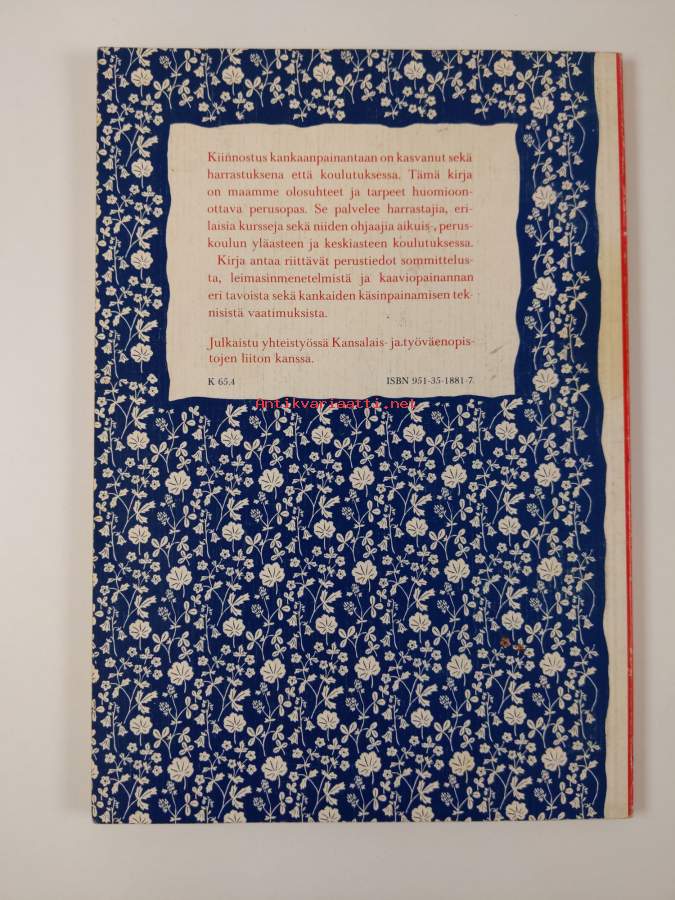 Kiinnostus kankaanpainantaan on kasvanut sekä
harrastuksena että koulutuksessa. Tämä kirja
on maamme olosuhteet ja tarpeet huomioon-
ottava perusopas. Se palvelee harrastajia, eri-
laisia kursseja sekä niiden ohjaajia aikuis-, perus-
koulun yläasteen ja keskiasteen koulutuksessa.
Kirja antaa riittävät perustiedot sommittelus-
ta, leimasinmenetelmistä ja kaaviopainannan
eri tavoista sekä kankaiden käsinpainamisen tek-
nisistä vaatimuksista.
Julkaistu yhteistyössä Kansalais- ja työväenopis-
tojen liiton kanssa.
K 65.4 ISBN 951-35-1881-7
Antikvariaatti.net